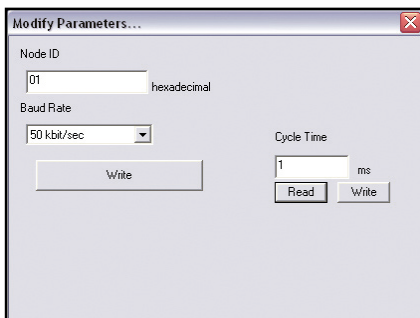 Modify Parameters...
Node ID
01
hexadecimal
Baud Rate
50 kbit/sec
Write
Cycle Time
1
ms
Read
Write